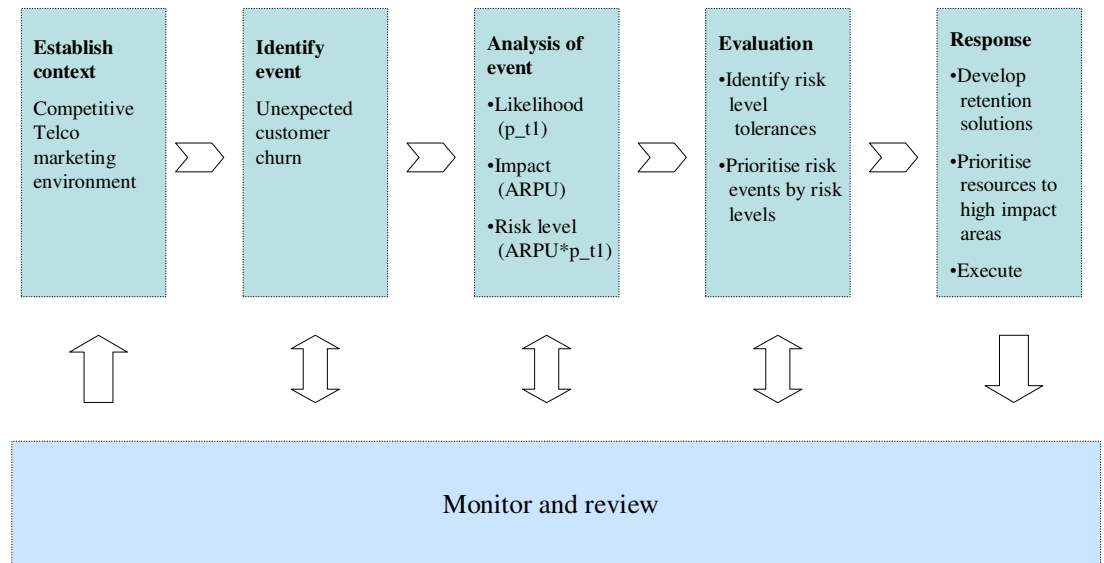 Establish
context
Competitive
Telco
marketing
environment
Identify
event
Unexpected
customer
churn
Analysis of
event
•Likelihood
(p_t1)
•Impact
(ARPU)
•Risk level
(ARPU*p_t1)
Evaluation
•Identify risk
level
tolerances
•Prioritise risk
events by risk
levels
Response
•Develop
retention
solutions
•Prioritise
resources to
high impact
areas
•Execute
Monitor and review